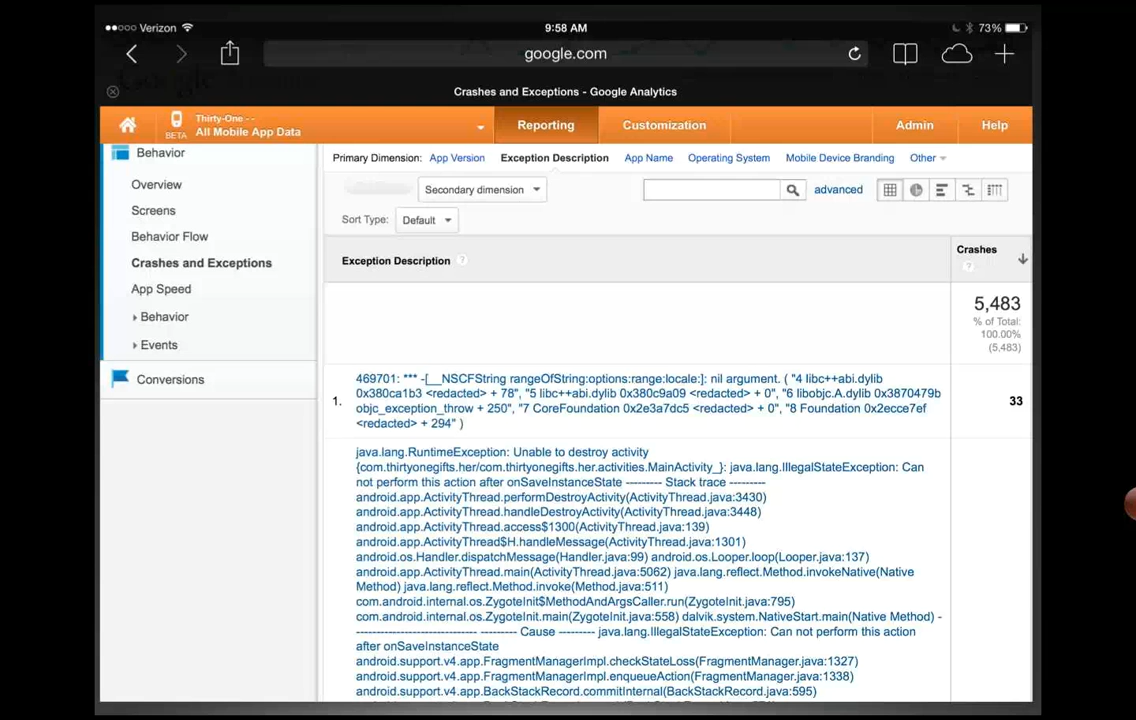 Verizon 9:58 AM 73%
google.com
Crashes and Exceptions - Google Analytics
Thirty-One - -
BETA All Mobile App Data
Reporting Customization Admin Help
Behavior
Overview
Screens
Behavior Flow
Crashes and Exceptions
App Speed
Behavior
Events
Conversions
Primary Dimension: App Version Exception Description App Name Operating System Mobile Device Branding Other
Secondary dimension advanced
Sort Type: Default
Exception Description ? Crashes ?
5,483
% of Total:
100.00%
(5,483)
469701: *** -[__NSCFString rangeOfString:options:range:locale:]: nil argument. ( "4 libc++abi.dylib
0x380ca1b3 <redacted> + 78", "5 libc++abi.dylib 0x380c9a09 <redacted> + 0", "6 libobjc.A.dylib 0x3870479b
1. objc_exception_throw + 250", "7 CoreFoundation 0x2e3a7dc5 <redacted> + 0", "8 Foundation 0x2ecce7ef 33
<redacted> + 294" )
java.lang.RuntimeException: Unable to destroy activity
{com.thirtyonegifts.her/com.thirtyonegifts.her.activities.MainActivity_}: java.lang.IllegalStateException: Can
not perform this action after onSaveInstanceState --------- Stack trace ---------
android.app.ActivityThread.performDestroyActivity(ActivityThread.java:3430)
android.app.ActivityThread.handleDestroyActivity(ActivityThread.java:3448)
android.app.ActivityThread.access$1300(ActivityThread.java:139)
android.app.ActivityThread$H.handleMessage(ActivityThread.java:1301)
android.os.Handler.dispatchMessage(Handler.java:99) android.os.Looper.loop(Looper.java:137)
android.app.ActivityThread.main(ActivityThread.java:5062) java.lang.reflect.Method.invokeNative(Native
Method) java.lang.reflect.Method.invoke(Method.java:511)
com.android.internal.os.ZygoteInit$MethodAndArgsCaller.run(ZygoteInit.java:795)
com.android.internal.os.ZygoteInit.main(ZygoteInit.java:558) dalvik.system.NativeStart.main(Native Method) -
------------------------------ --------- Cause --------- java.lang.IllegalStateException: Can not perform this action
after onSaveInstanceState
android.support.v4.app.FragmentManagerImpl.checkStateLoss(FragmentManager.java:1327)
android.support.v4.app.FragmentManagerImpl.enqueueAction(FragmentManager.java:1338)
android.support.v4.app.BackStackRecord.commitInternal(BackStackRecord.java:595)